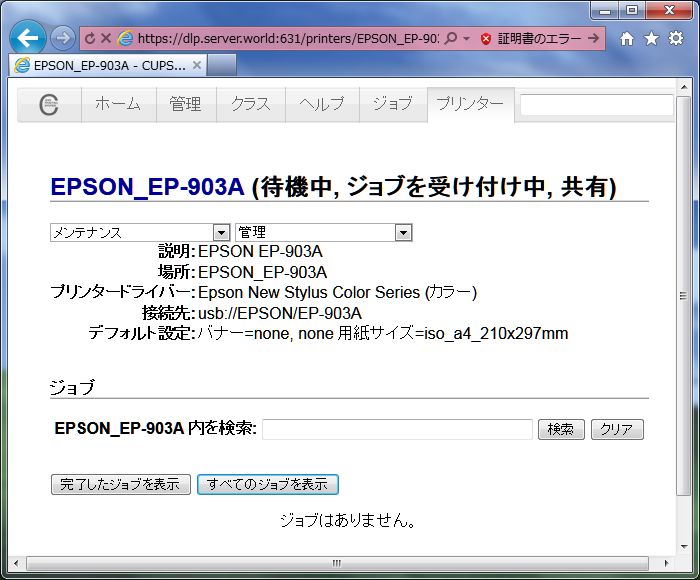 https://dlp.server.world:631/printers/EPSON_EP-90 証明書のエラー
EPSON_EP-903A - CUPS...
ホーム 管理 クラス ヘルプ ジョブ プリンター
EPSON_EP-903A (待機中, ジョブを受け付け中, 共有)
メンテナンス 管理
説明: EPSON EP-903A
場所: EPSON_EP-903A
プリンタードライバー: Epson New Stylus Color Series (カラー)
接続先: usb://EPSON/EP-903A
デフォルト設定: バナー=none, none 用紙サイズ=iso_a4_210x297mm
ジョブ
EPSON_EP-903A 内を検索: 検索 クリア
完了したジョブを表示 すべてのジョブを表示
ジョブはありません。